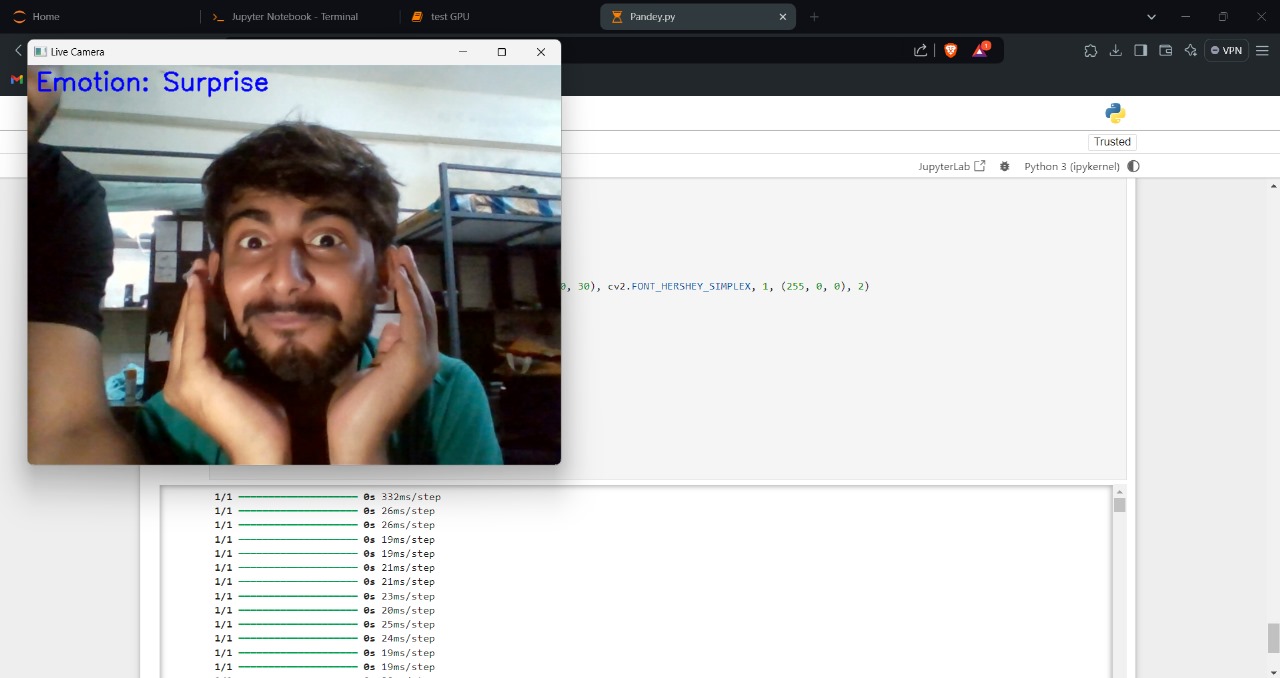 Home
Jupyter Notebook - Terminal
test GPU
Pandey.py
1
VPN
Live Camera
Emotion: Surprise
Trusted
JupyterLab
Python 3 (ipykernel)
, 30), cv2.FONT_HERSHEY_SIMPLEX, 1, (255, 0, 0), 2)
1/1 0s 332ms/step
1/1 0s 26ms/step
1/1 0s 26ms/step
1/1 0s 19ms/step
1/1 0s 19ms/step
1/1 0s 21ms/step
1/1 0s 21ms/step
1/1 0s 23ms/step
1/1 0s 20ms/step
1/1 0s 25ms/step
1/1 0s 24ms/step
1/1 0s 19ms/step
1/1 0s 19ms/step